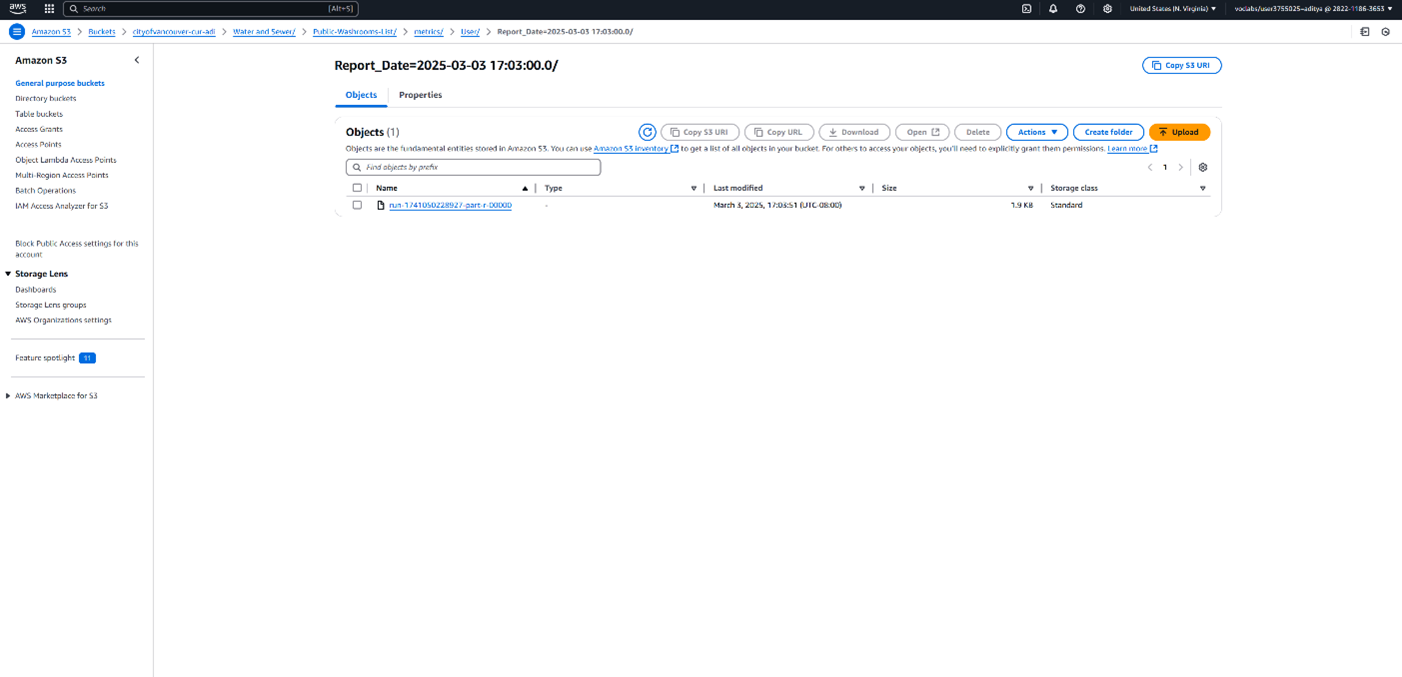 aws Search [Alt+S] United States (N. Virginia) voclabs/user3755025=aditya @ 2822-1186-3653
Amazon S3 Buckets cityofvancouver-cur-adi Water and Sewer/ Public-Washrooms-List/ metrics/ User/ Report_Date=2025-03-03 17:03:00.0/
Amazon S3
General purpose buckets
Directory buckets
Table buckets
Access Grants
Access Points
Object Lambda Access Points
Multi-Region Access Points
Batch Operations
IAM Access Analyzer for S3
Block Public Access settings for this
account
Storage Lens
Dashboards
Storage Lens groups
AWS Organizations settings
Feature spotlight 11
AWS Marketplace for S3
Report_Date=2025-03-03 17:03:00.0/
Copy S3 URI
Objects Properties
Objects (1)
Copy S3 URI Copy URL Download Open Delete Actions Create folder Upload
Objects are the fundamental entities stored in Amazon S3. You can use Amazon S3 inventory to get a list of all objects in your bucket. For others to access your objects, you'll need to explicitly grant them permissions. Learn more
Find objects by prefix
1
Name Type Last modified Size Storage class
run-1741050228927-part-r-00000 - March 3, 2025, 17:03:51 (UTC-08:00) 1.9 KB Standard